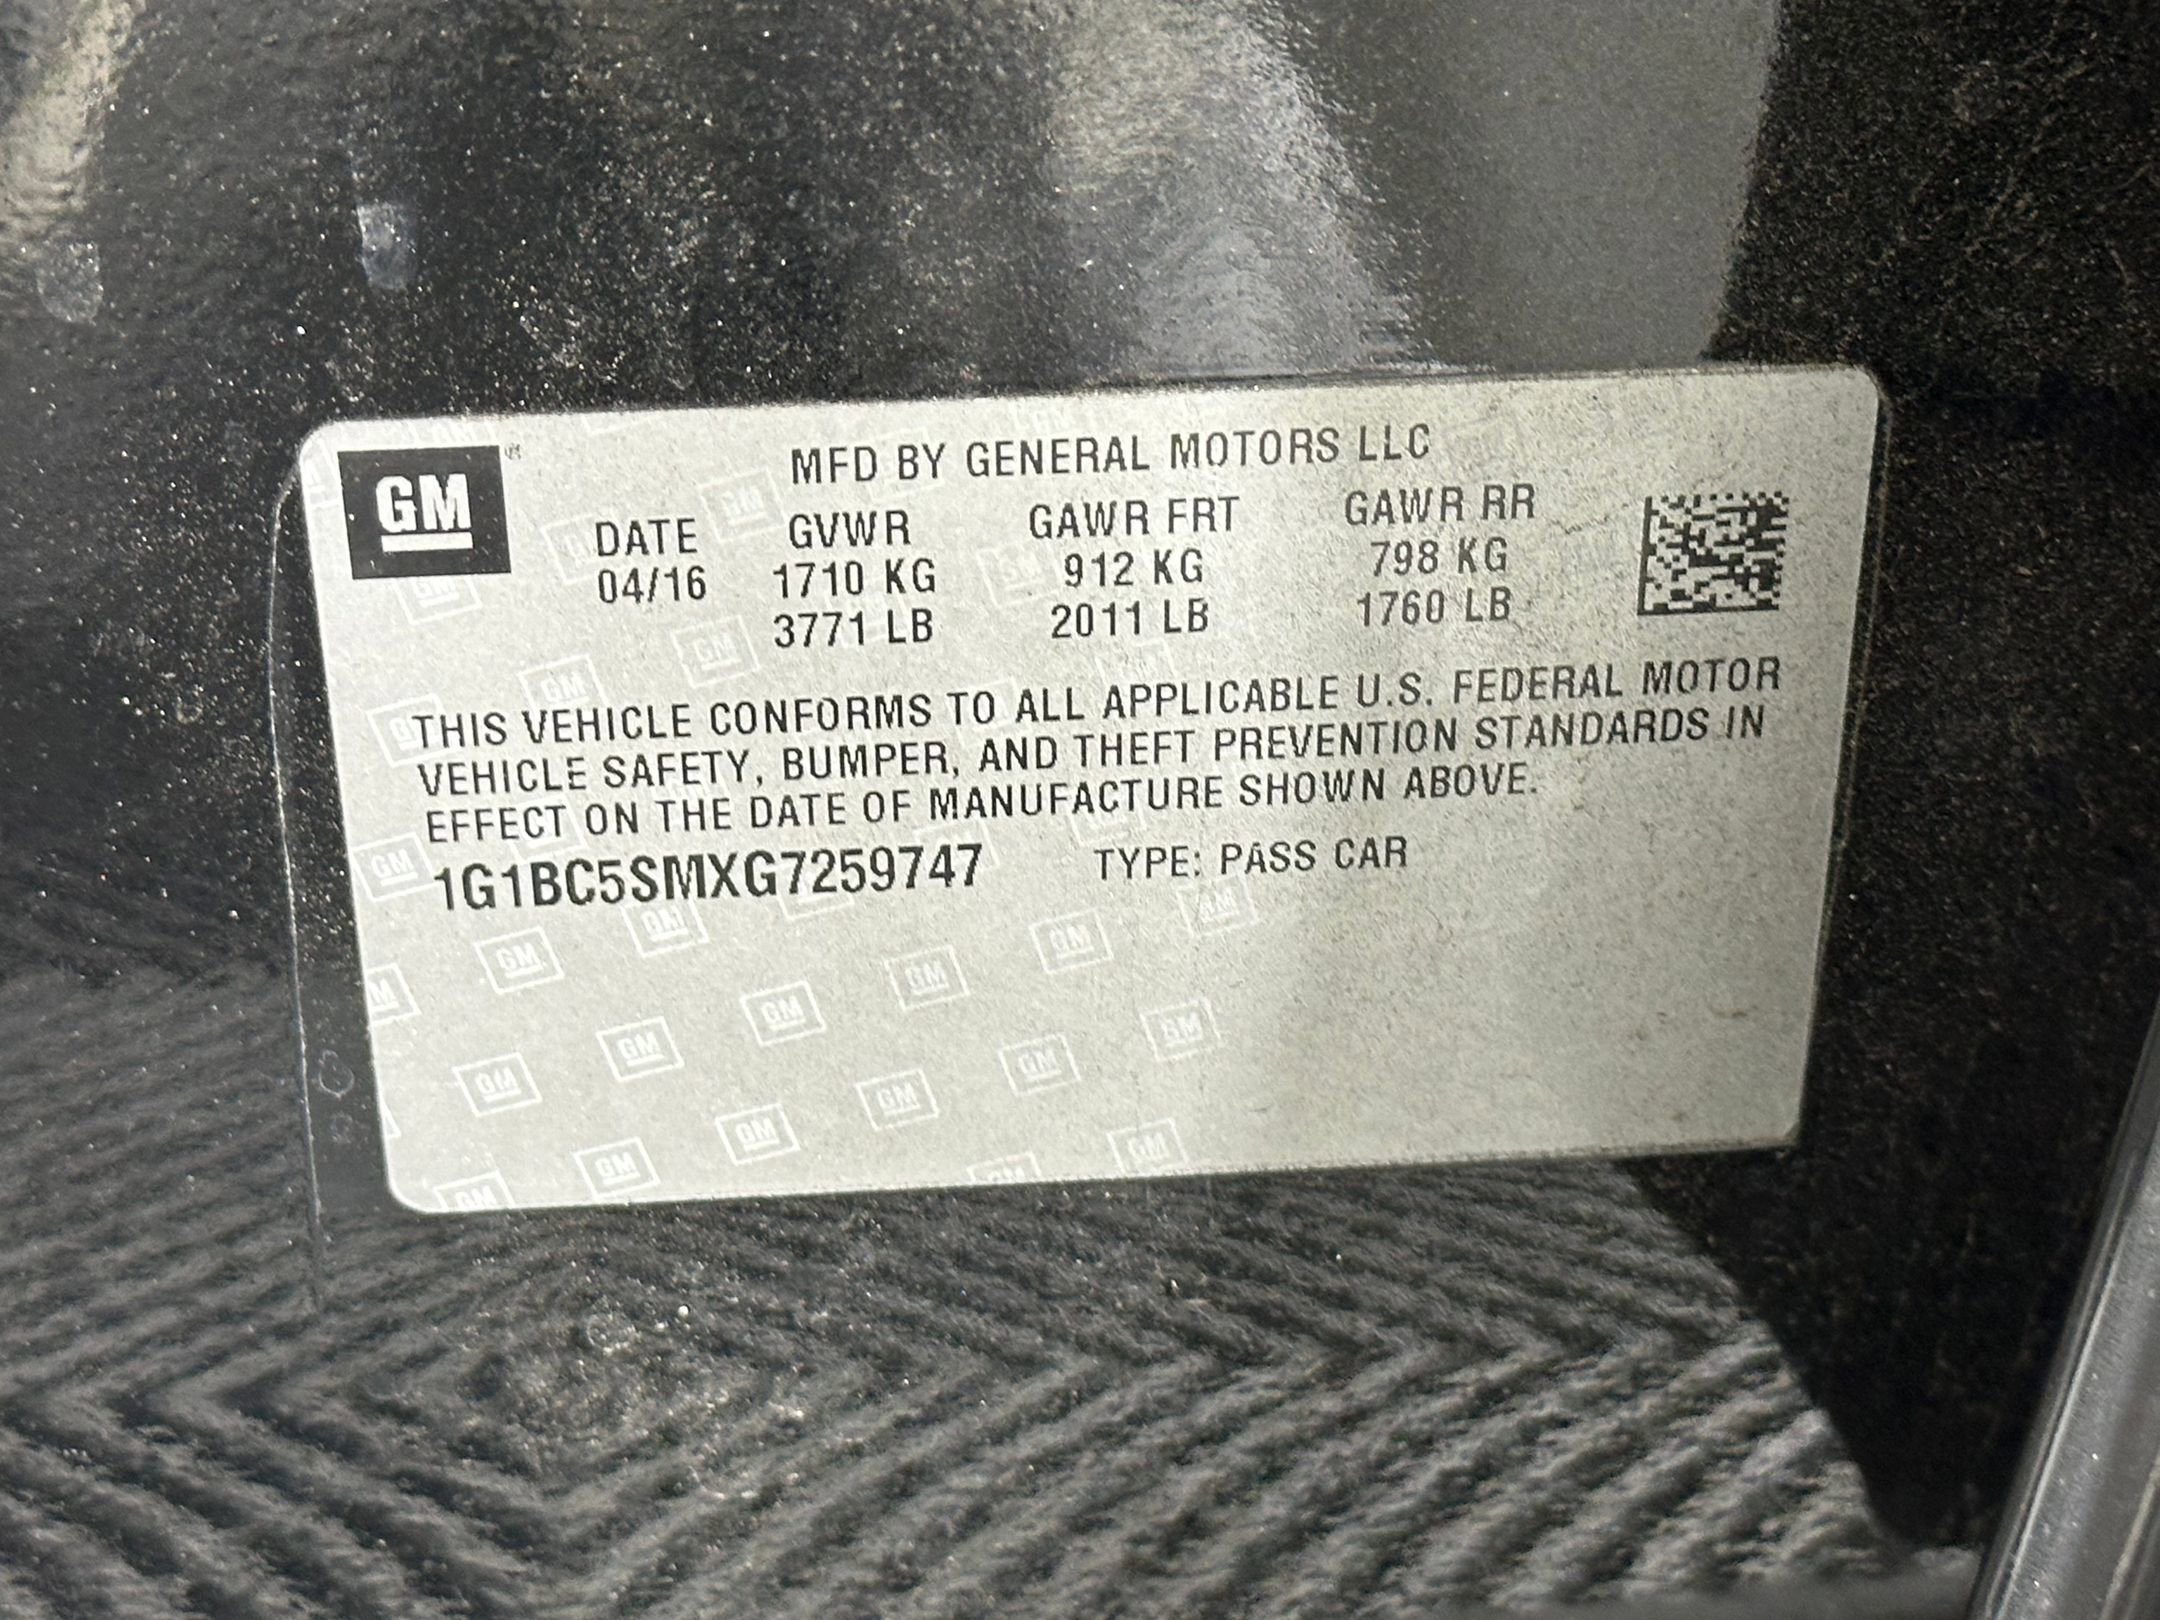 GM
MFD BY GENERAL MOTORS LLC
DATE GVWR GAWR FRT GAWR RR
04/16 1710 KG 912 KG 798 KG
3771 LB 2011 LB 1760 LB
THIS VEHICLE CONFORMS TO ALL APPLICABLE U.S. FEDERAL MOTOR
VEHICLE SAFETY, BUMPER, AND THEFT PREVENTION STANDARDS IN
EFFECT ON THE DATE OF MANUFACTURE SHOWN ABOVE.
1G1BC5SMXG7259747 TYPE: PASS CAR